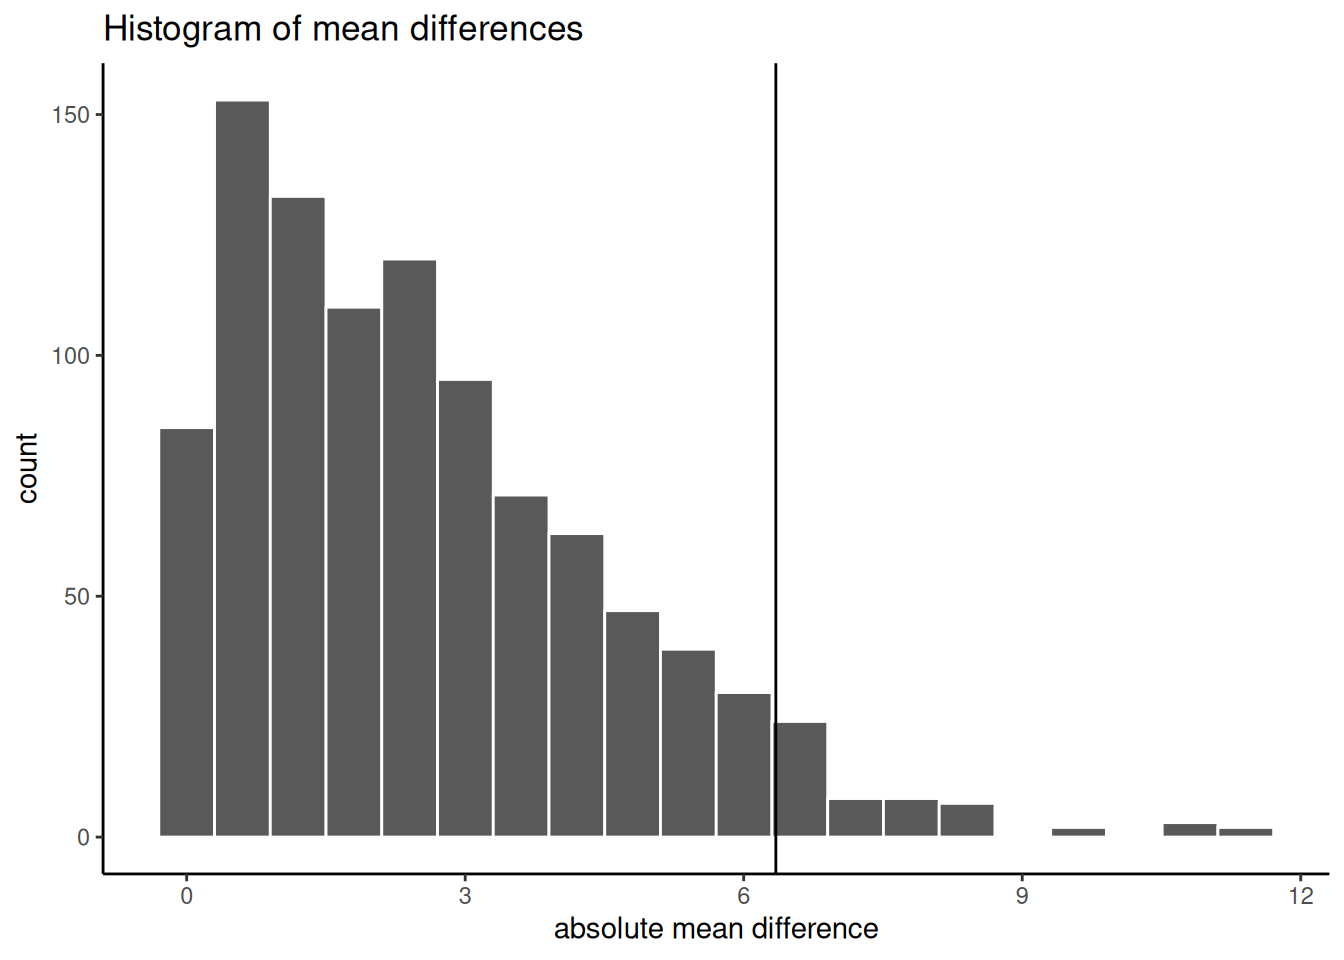 Histogram of mean differences
150
100
50
0
count
0 3 6 9 12
absolute mean difference